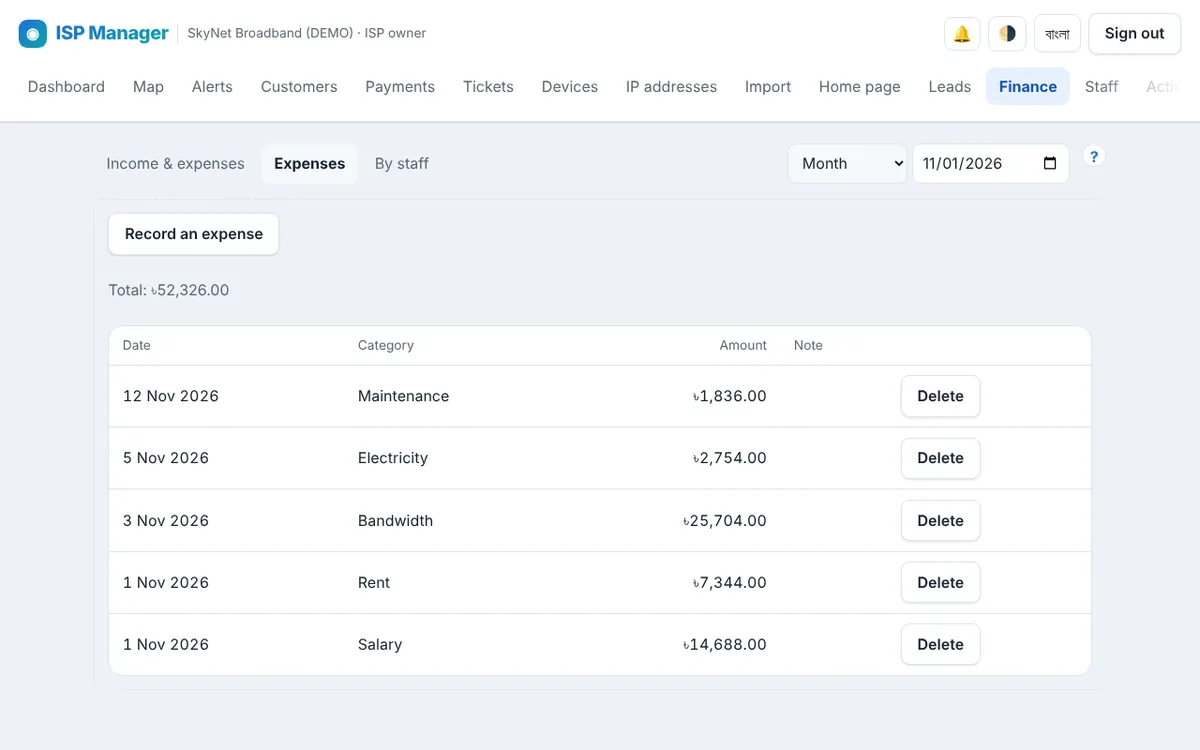 ISP Manager SkyNet Broadband (DEMO) · ISP owner বাংলা Sign out
Dashboard Map Alerts Customers Payments Tickets Devices IP addresses Import Home page Leads Finance Staff
Income & expenses Expenses By staff Month 11/01/2026 ?
Record an expense
Total: ৳52,326.00
Date Category Amount Note
12 Nov 2026 Maintenance ৳1,836.00 Delete
5 Nov 2026 Electricity ৳2,754.00 Delete
3 Nov 2026 Bandwidth ৳25,704.00 Delete
1 Nov 2026 Rent ৳7,344.00 Delete
1 Nov 2026 Salary ৳14,688.00 Delete